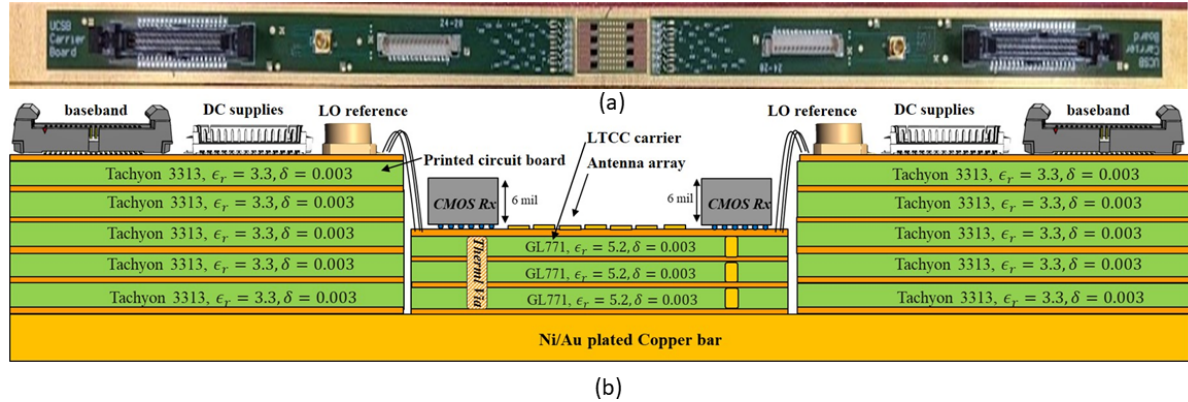 UCSB
Carrier
Board
24-28
24-28
UCSB
Carrier
Board
(a)
baseband
DC supplies
LO reference
LTCC carrier
Antenna array
LO reference
DC supplies
baseband
Printed circuit board
CMOS Rx
6 mil
6 mil
CMOS Rx
Tachyon 3313, ϵr = 3.3, δ = 0.003
Tachyon 3313, ϵr = 3.3, δ = 0.003
Tachyon 3313, ϵr = 3.3, δ = 0.003
Tachyon 3313, ϵr = 3.3, δ = 0.003
Tachyon 3313, ϵr = 3.3, δ = 0.003
Therml Via
GL771, ϵr = 5.2, δ = 0.003
GL771, ϵr = 5.2, δ = 0.003
GL771, ϵr = 5.2, δ = 0.003
Tachyon 3313, ϵr = 3.3, δ = 0.003
Tachyon 3313, ϵr = 3.3, δ = 0.003
Tachyon 3313, ϵr = 3.3, δ = 0.003
Tachyon 3313, ϵr = 3.3, δ = 0.003
Tachyon 3313, ϵr = 3.3, δ = 0.003
Ni/Au plated Copper bar
(b)